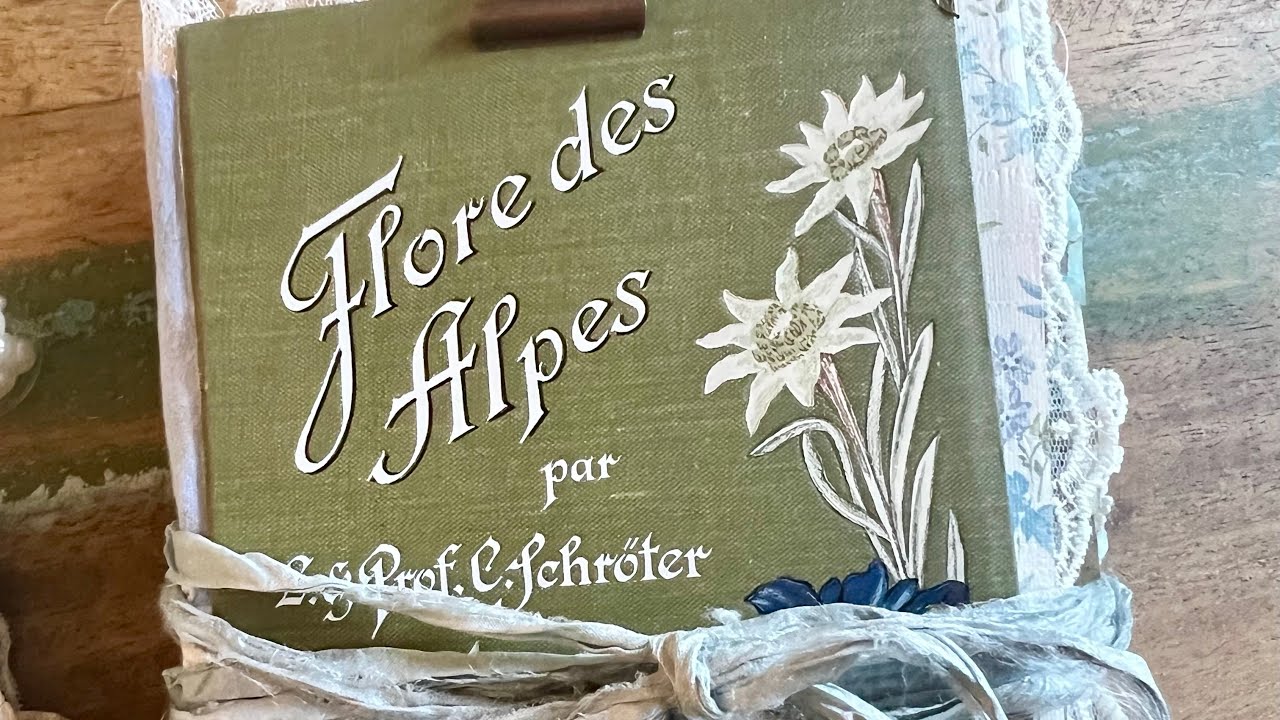 Flore des
Alpes
par
Prof. C. Schröter